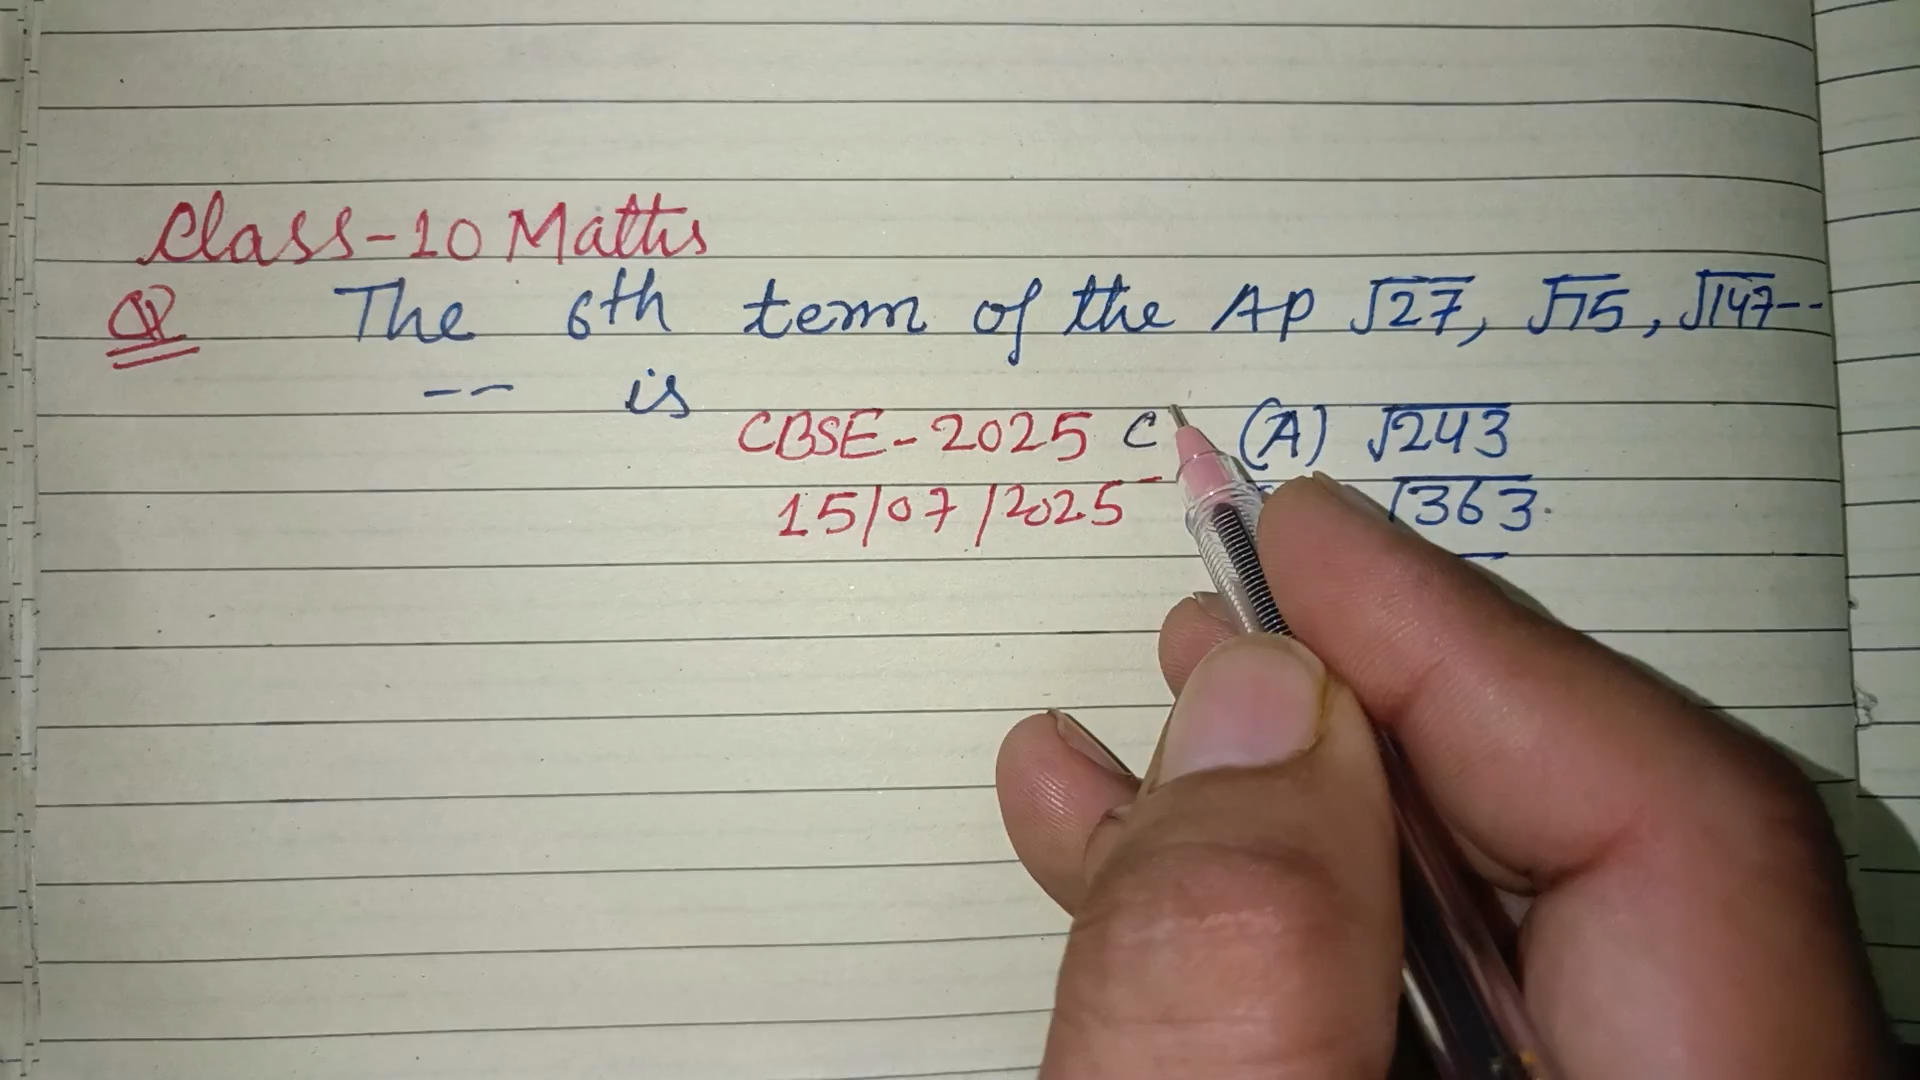 Class-10 Maths
Q The 6th term of the AP √27, √75, √147--
-- is
CBSE-2025 C (A) √243
15/07/2025 √363.